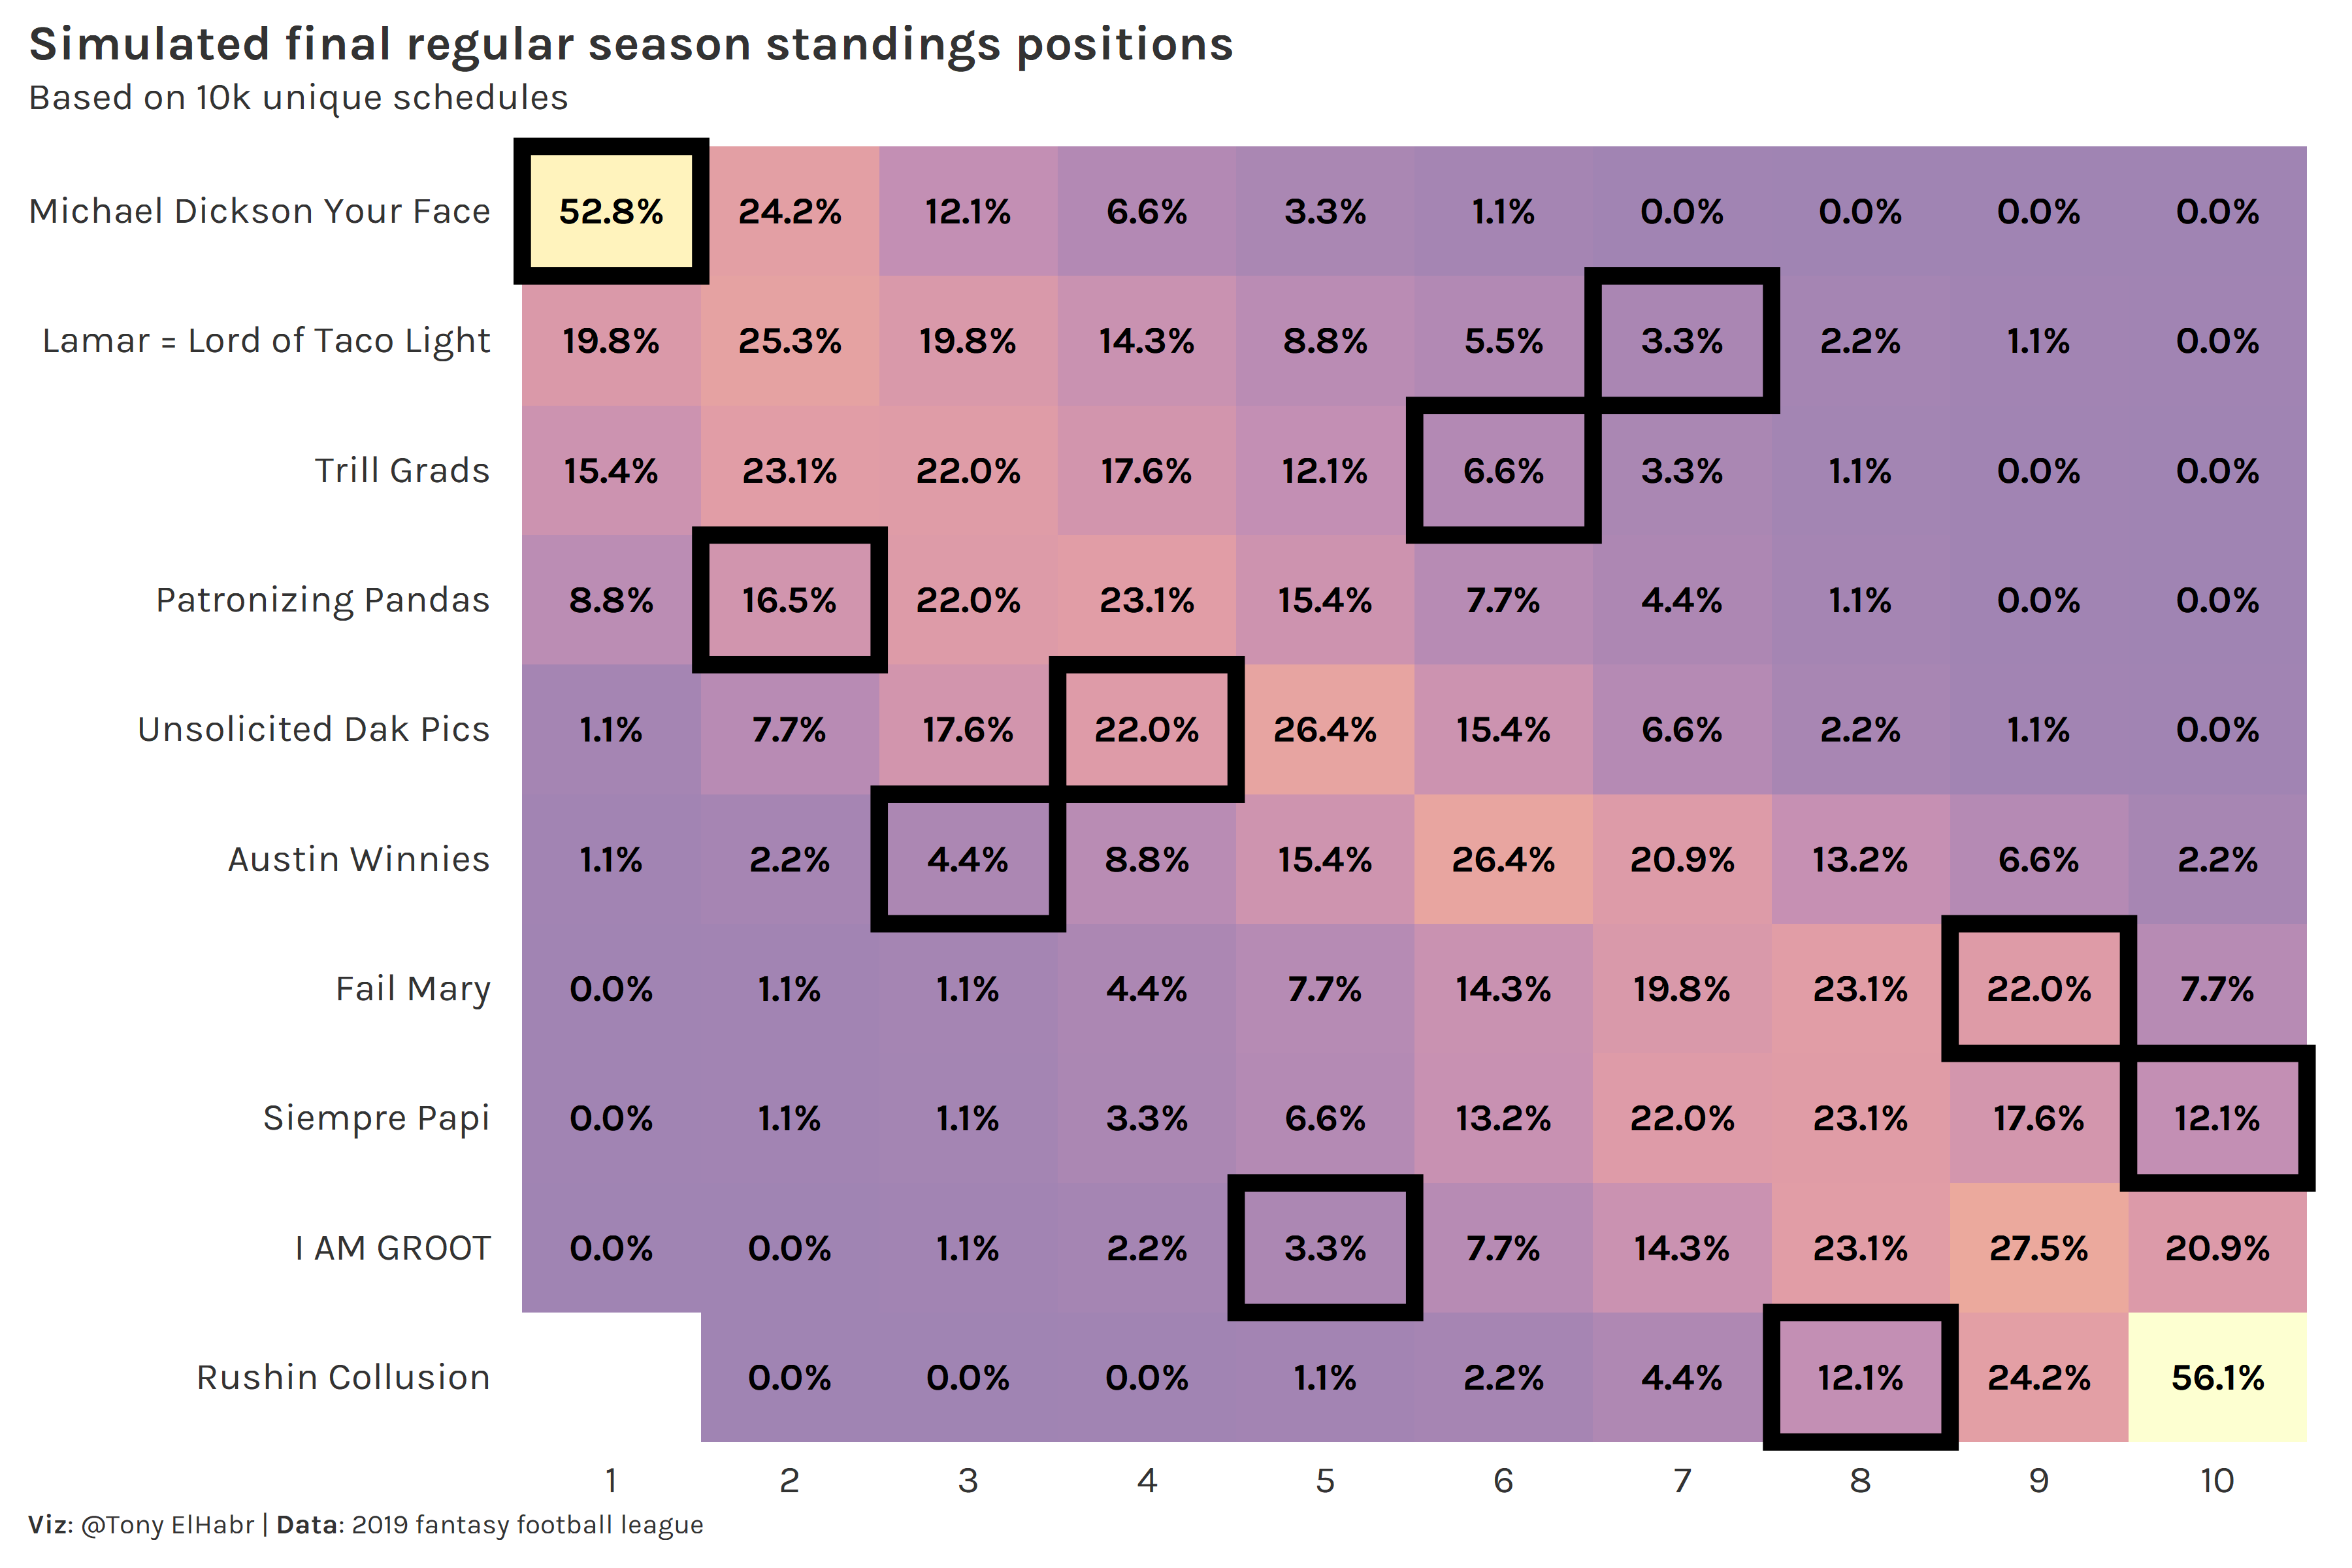 Simulated final regular season standings positions
Based on 10k unique schedules
Michael Dickson Your Face 52.8% 24.2% 12.1% 6.6% 3.3% 1.1% 0.0% 0.0% 0.0% 0.0%
Lamar = Lord of Taco Light 19.8% 25.3% 19.8% 14.3% 8.8% 5.5% 3.3% 2.2% 1.1% 0.0%
Trill Grads 15.4% 23.1% 22.0% 17.6% 12.1% 6.6% 3.3% 1.1% 0.0% 0.0%
Patronizing Pandas 8.8% 16.5% 22.0% 23.1% 15.4% 7.7% 4.4% 1.1% 0.0% 0.0%
Unsolicited Dak Pics 1.1% 7.7% 17.6% 22.0% 26.4% 15.4% 6.6% 2.2% 1.1% 0.0%
Austin Winnies 1.1% 2.2% 4.4% 8.8% 15.4% 26.4% 20.9% 13.2% 6.6% 2.2%
Fail Mary 0.0% 1.1% 1.1% 4.4% 7.7% 14.3% 19.8% 23.1% 22.0% 7.7%
Siempre Papi 0.0% 1.1% 1.1% 3.3% 6.6% 13.2% 22.0% 23.1% 17.6% 12.1%
I AM GROOT 0.0% 0.0% 1.1% 2.2% 3.3% 7.7% 14.3% 23.1% 27.5% 20.9%
Rushin Collusion 0.0% 0.0% 0.0% 1.1% 2.2% 4.4% 12.1% 24.2% 56.1%
1 2 3 4 5 6 7 8 9 10
Viz: @Tony ElHabr | Data: 2019 fantasy football league